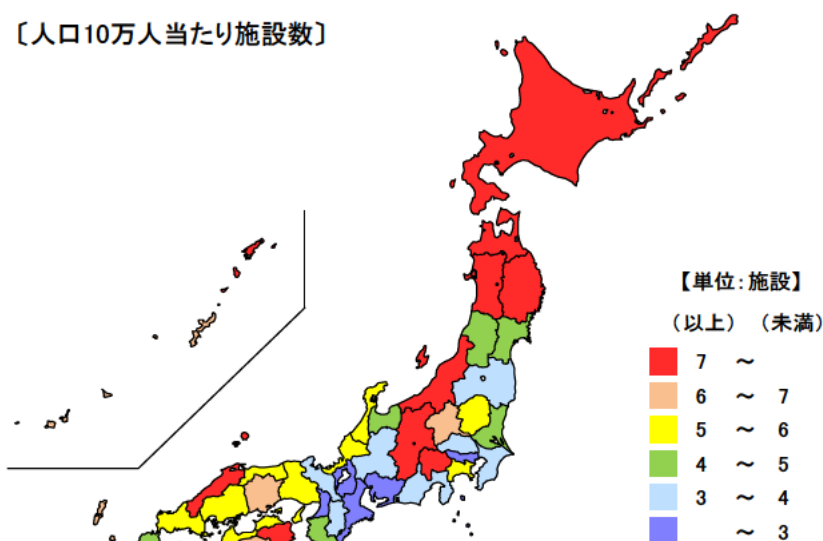 〔人口10万人当たり施設数〕
【単位：施設】
（以上） （未満）
7 ～
6 ～ 7
5 ～ 6
4 ～ 5
3 ～ 4
～ 3